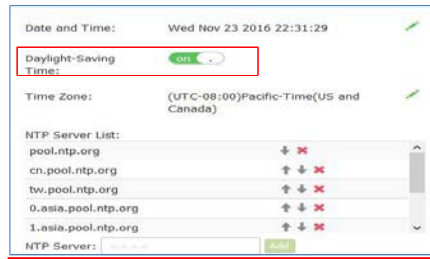 Date and Time: Wed Nov 23 2016 22:31:29
Daylight-Saving Time: on
Time Zone: (UTC-08:00)Pacific-Time(US and Canada)
NTP Server List:
pool.ntp.org
cn.pool.ntp.org
tw.pool.ntp.org
0.asia.pool.ntp.org
1.asia.pool.ntp.org
NTP Server: Add